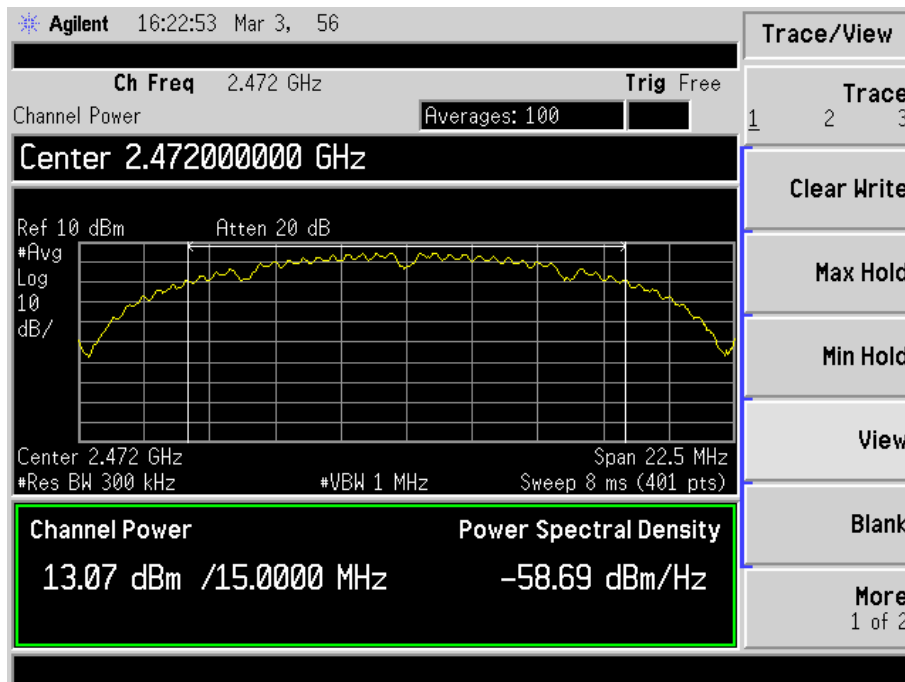 Agilent 16:22:53 Mar 3, 56
Trace/View
Ch Freq 2.472 GHz Trig Free
Channel Power Averages: 100
Center 2.472000000 GHz
Ref 10 dBm Atten 20 dB
#Avg
Log
10
dB/
Center 2.472 GHz Span 22.5 MHz
#Res BW 300 kHz #VBW 1 MHz Sweep 8 ms (401 pts)
Channel Power Power Spectral Density
13.07 dBm /15.0000 MHz -58.69 dBm/Hz
Trace
1 2 3
Clear Write
Max Hold
Min Hold
View
Blank
More
1 of 2